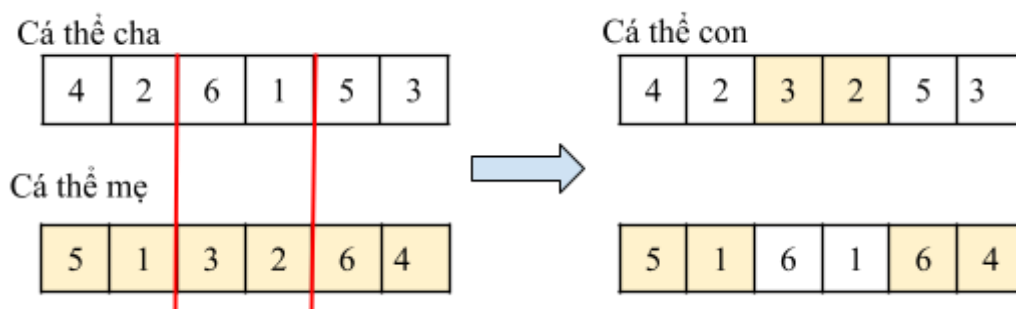 Cá thể cha
4 2 6 1 5 3
Cá thể mẹ
5 1 3 2 6 4
Cá thể con
4 2 3 2 5 3
5 1 6 1 6 4